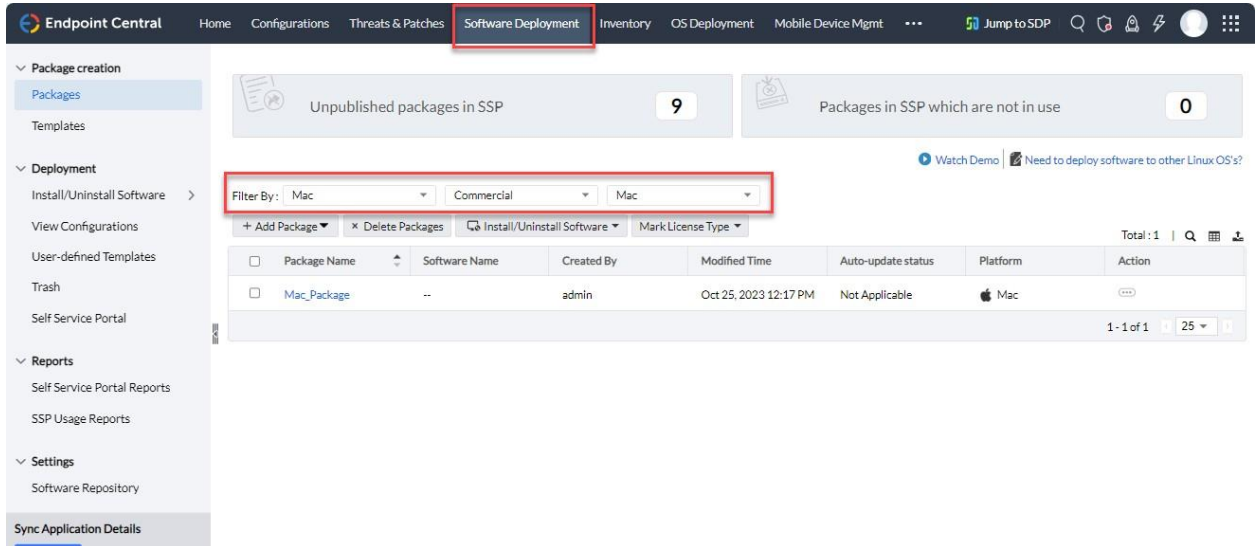 Endpoint Central Home Configurations Threats & Patches Software Deployment Inventory OS Deployment Mobile Device Mgmt ••• Jump to SDP
Package creation
Packages
Templates
Deployment
Install/Uninstall Software
View Configurations
User-defined Templates
Trash
Self Service Portal
Reports
Self Service Portal Reports
SSP Usage Reports
Settings
Software Repository
Sync Application Details
Unpublished packages in SSP 9
Packages in SSP which are not in use 0
Watch Demo Need to deploy software to other Linux OS's?
Filter By : Mac Commercial Mac
+ Add Package × Delete Packages Install/Uninstall Software Mark License Type
Total : 1 |
Package Name Software Name Created By Modified Time Auto-update status Platform Action
Mac_Package -- admin Oct 25, 2023 12:17 PM Not Applicable Mac
1 - 1 of 1 25